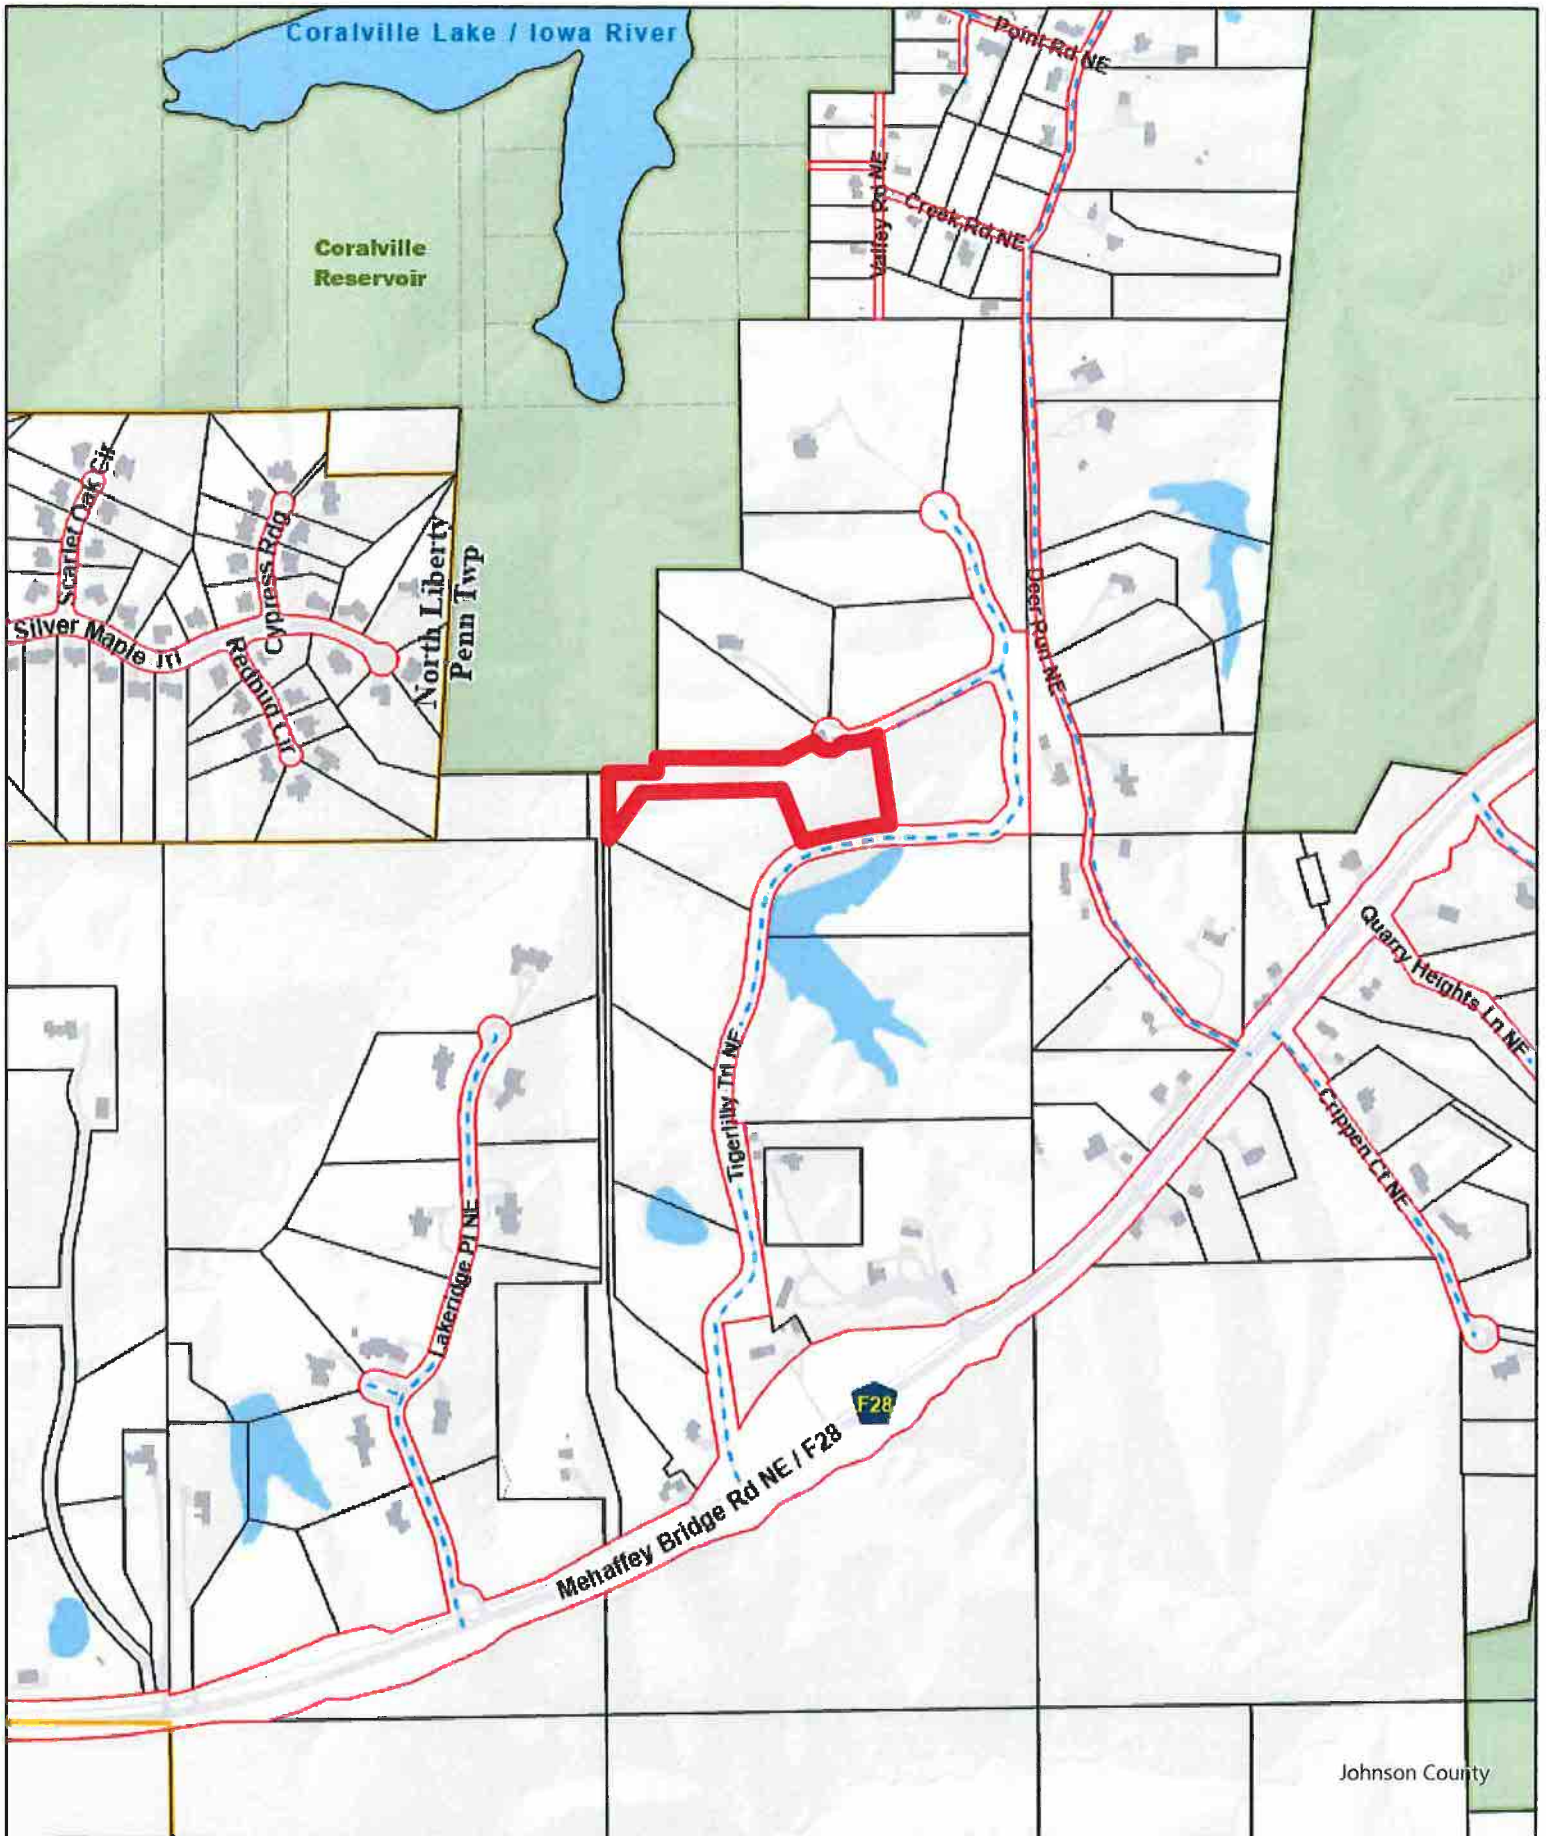 Coralville Lake / Iowa River
Point Rd NE
Valley Rd NE
Creek Rd NE
Coralville
Reservoir
Scarlet Oak Cir
Cypress Rdg
North Liberty
Penn Twp
Silver Maple Trl
Redbud Cir
Deer Run NE
Quarry Heights Ln NE
Tigerlilly Trl NE
Crippen Ct NE
Lakeridge Pl NE
F28
Mehaffey Bridge Rd NE / F28
Johnson County